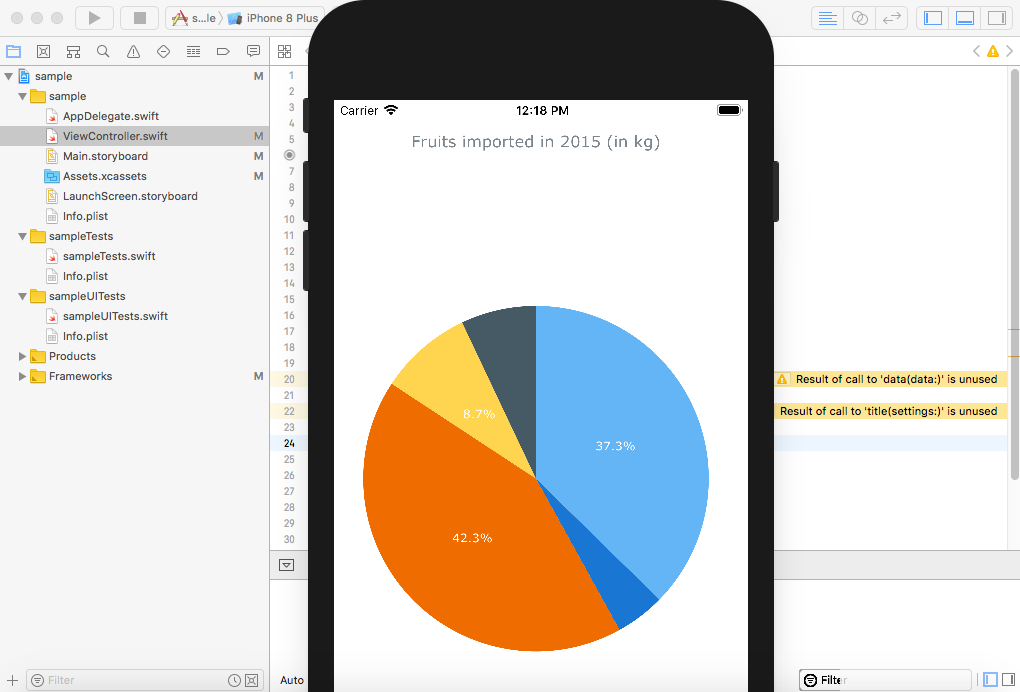 s...le iPhone 8 Plus
sample M
sample
AppDelegate.swift
ViewController.swift M
Main.storyboard M
Assets.xcassets M
LaunchScreen.storyboard
Info.plist
sampleTests
sampleTests.swift
Info.plist
sampleUITests
sampleUITests.swift
Info.plist
Products
Frameworks M
Filter
1
2
3
4
5
7
8
9
10
11
12
13
14
15
16
17
18
19
20
21
22
23
24
25
26
27
28
29
30
Carrier 12:18 PM
Fruits imported in 2015 (in kg)
8.7%
37.3%
42.3%
Result of call to 'data(data:)' is unused
Result of call to 'title(settings:)' is unused
Auto
Filter